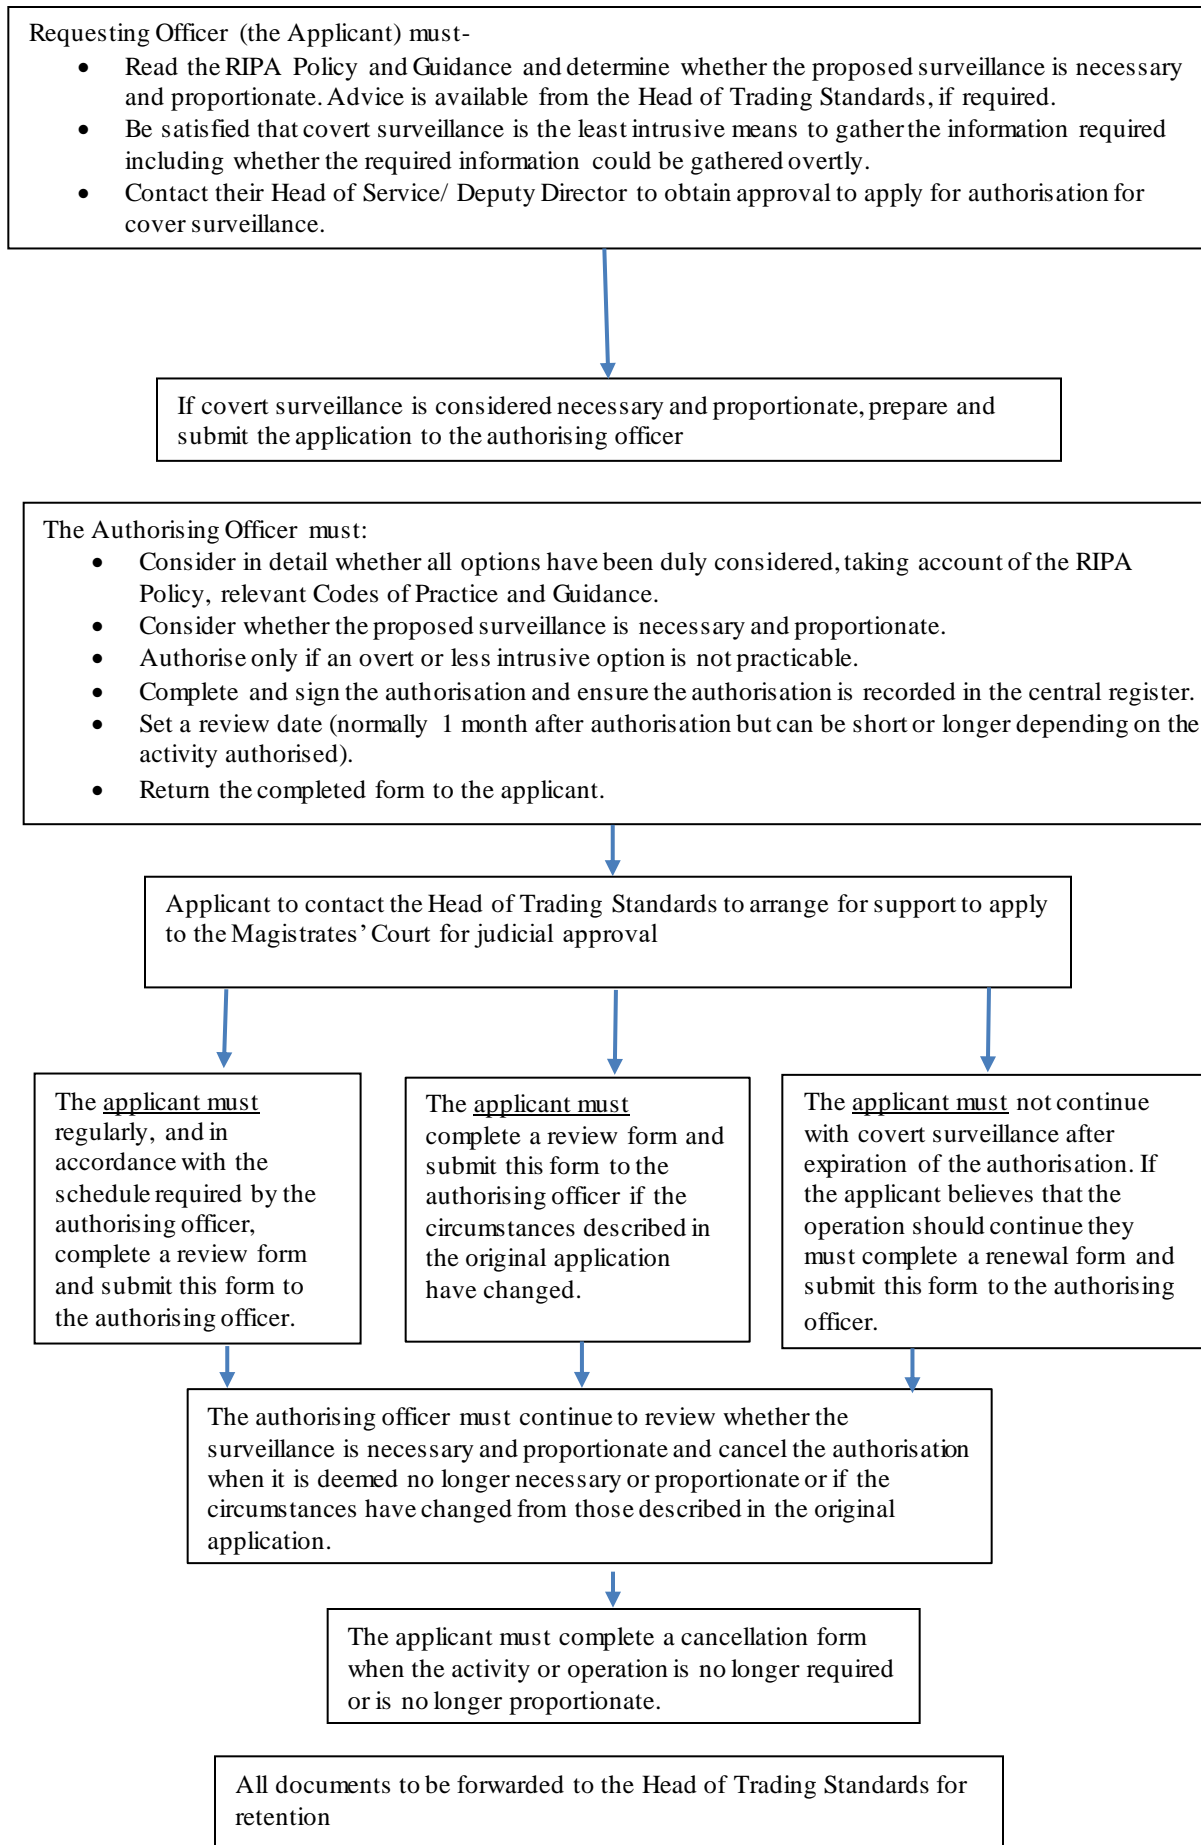 Requesting Officer (the Applicant) must-
• Read the RIPA Policy and Guidance and determine whether the proposed surveillance is necessary
and proportionate. Advice is available from the Head of Trading Standards, if required.
• Be satisfied that covert surveillance is the least intrusive means to gather the information required
including whether the required information could be gathered overtly.
• Contact their Head of Service/ Deputy Director to obtain approval to apply for authorisation for
cover surveillance.
If covert surveillance is considered necessary and proportionate, prepare and
submit the application to the authorising officer
The Authorising Officer must:
• Consider in detail whether all options have been duly considered, taking account of the RIPA
Policy, relevant Codes of Practice and Guidance.
• Consider whether the proposed surveillance is necessary and proportionate.
• Authorise only if an overt or less intrusive option is not practicable.
• Complete and sign the authorisation and ensure the authorisation is recorded in the central register.
• Set a review date (normally 1 month after authorisation but can be short or longer depending on the
activity authorised).
• Return the completed form to the applicant.
Applicant to contact the Head of Trading Standards to arrange for support to apply
to the Magistrates’ Court for judicial approval
The applicant must
regularly, and in
accordance with the
schedule required by the
authorising officer,
complete a review form
and submit this form to
the authorising officer.
The applicant must
complete a review form and
submit this form to the
authorising officer if the
circumstances described in
the original application
have changed.
The applicant must not continue
with covert surveillance after
expiration of the authorisation. If
the applicant believes that the
operation should continue they
must complete a renewal form and
submit this form to the authorising
officer.
The authorising officer must continue to review whether the
surveillance is necessary and proportionate and cancel the authorisation
when it is deemed no longer necessary or proportionate or if the
circumstances have changed from those described in the original
application.
The applicant must complete a cancellation form
when the activity or operation is no longer required
or is no longer proportionate.
All documents to be forwarded to the Head of Trading Standards for
retention